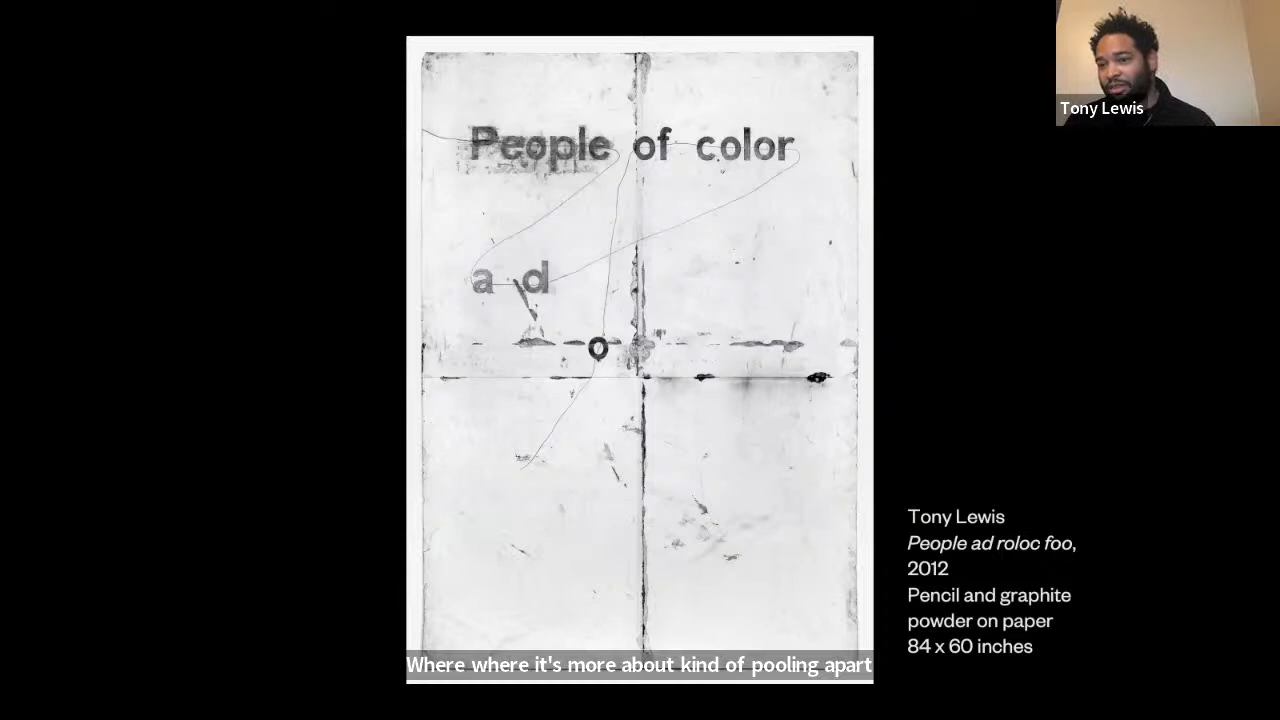 People of color
a d
o
Tony Lewis
Tony Lewis
People ad roloc foo,
2012
Pencil and graphite
powder on paper
84 x 60 inches
Where where it's more about kind of pooling apart